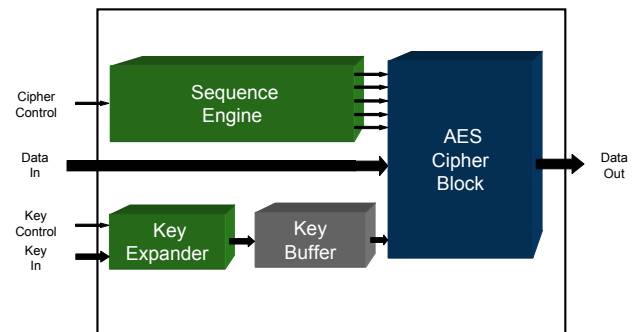 Cipher
Control
Sequence
Engine
Data
In
AES
Cipher
Block
Data
Out
Key
Control
Key
In
Key
Expander
Key
Buffer